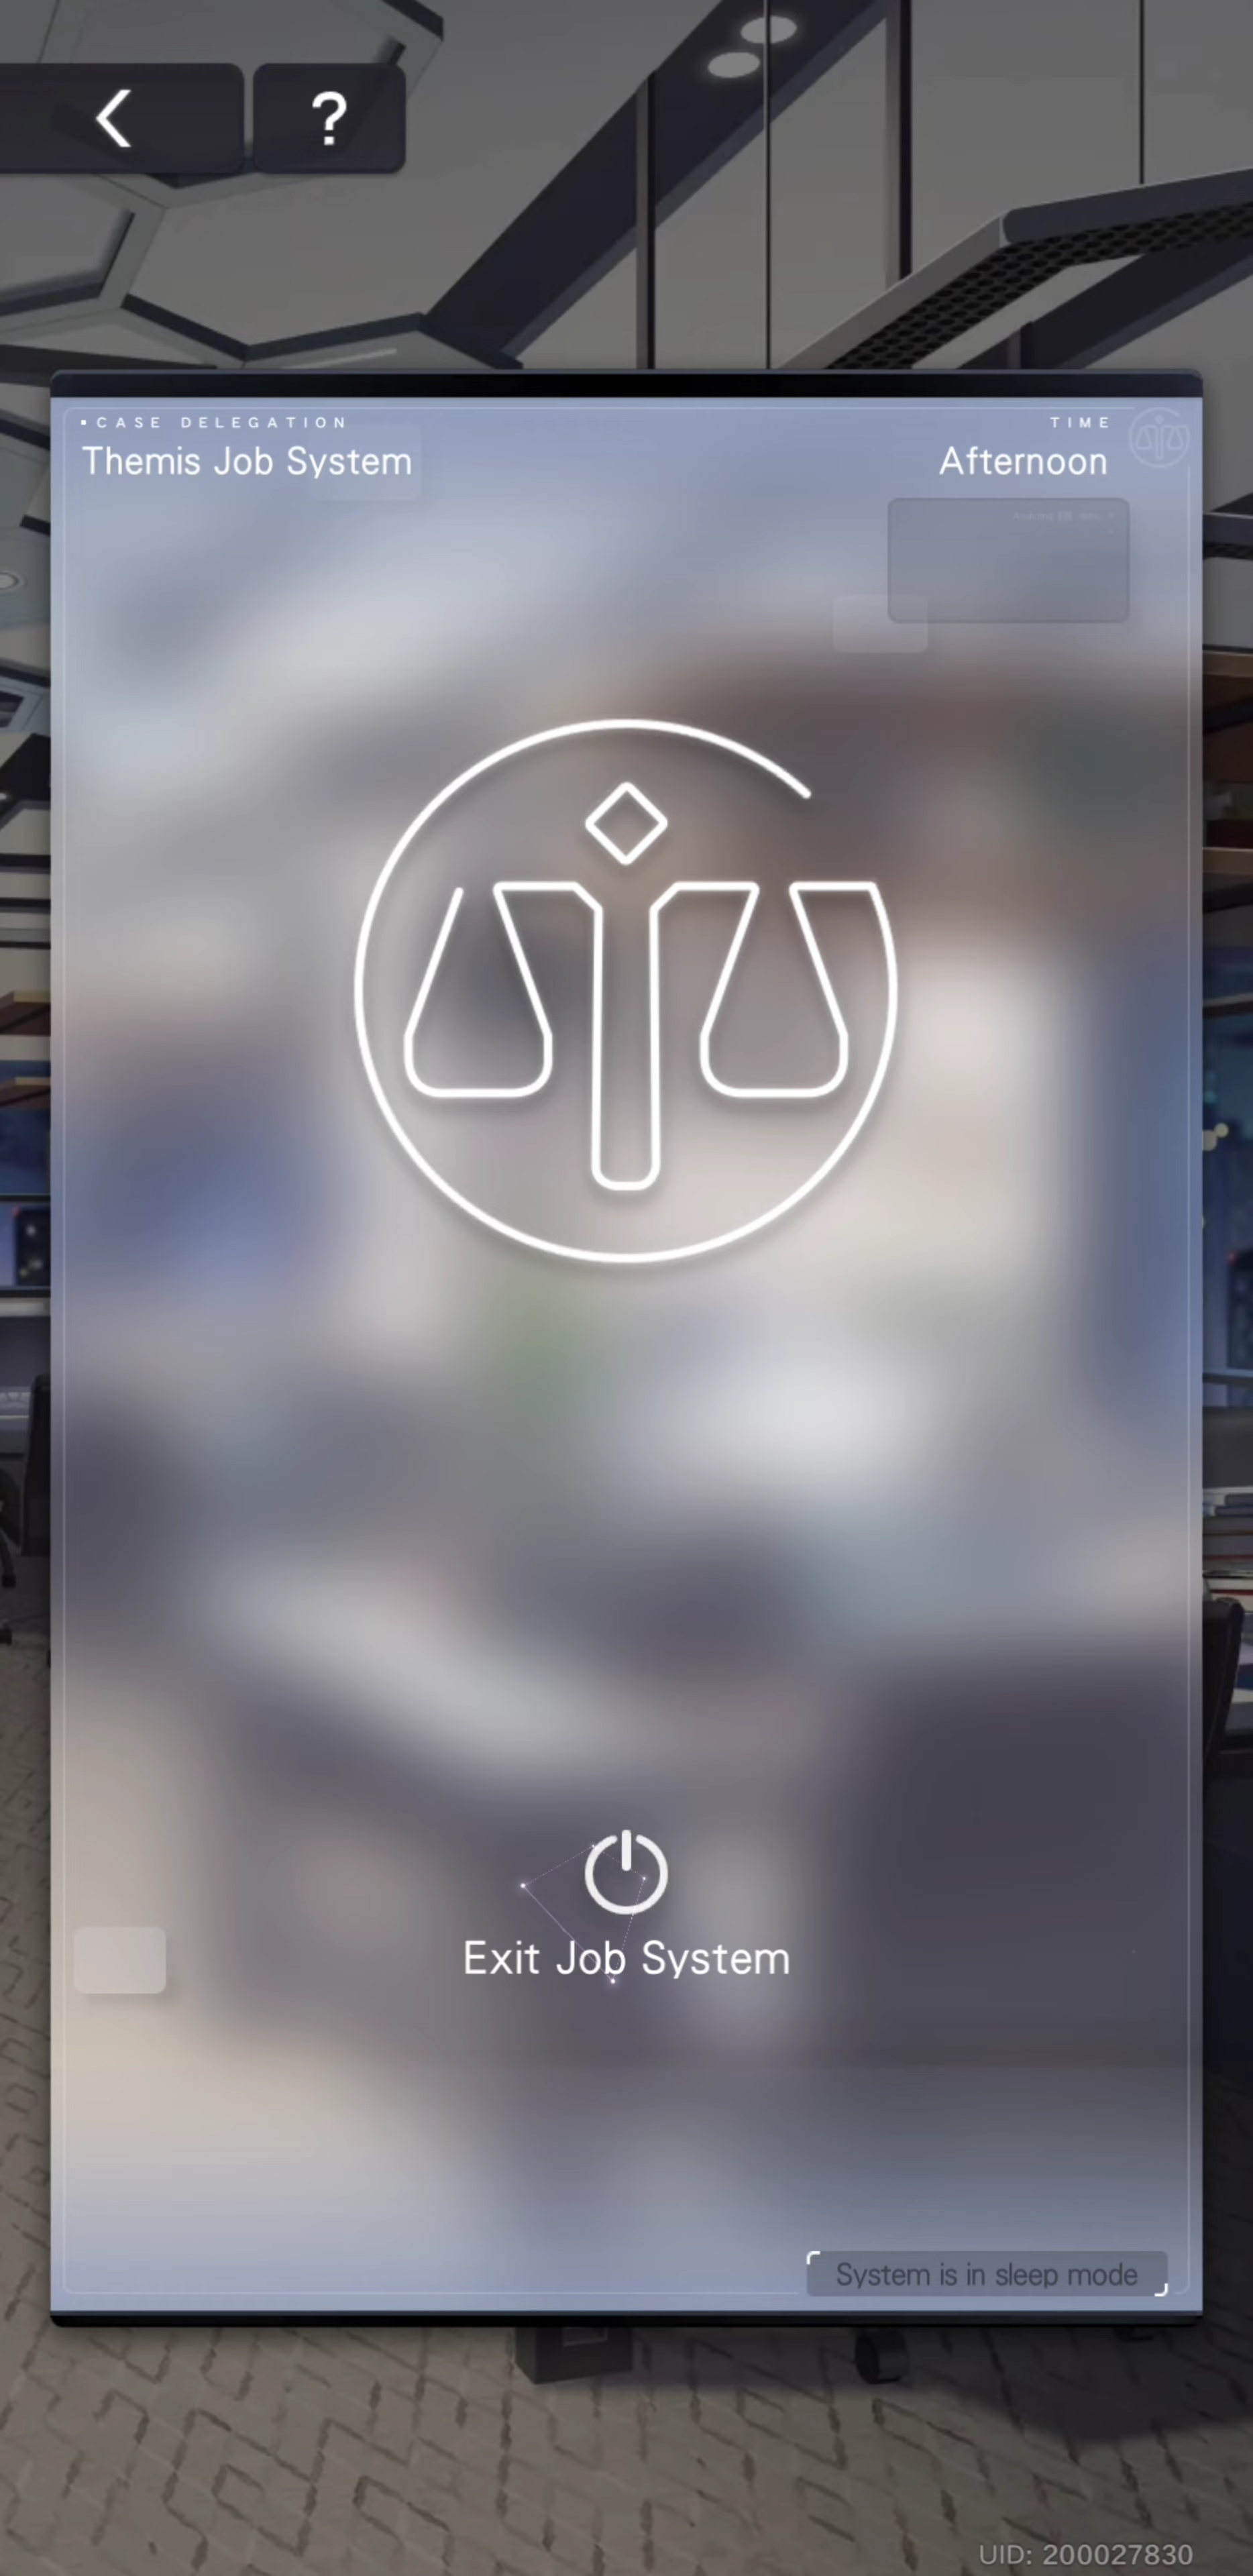 ?
CASE DELEGATION
Themis Job System
TIME
Afternoon
Exit Job System
System is in sleep mode
UID: 200027830